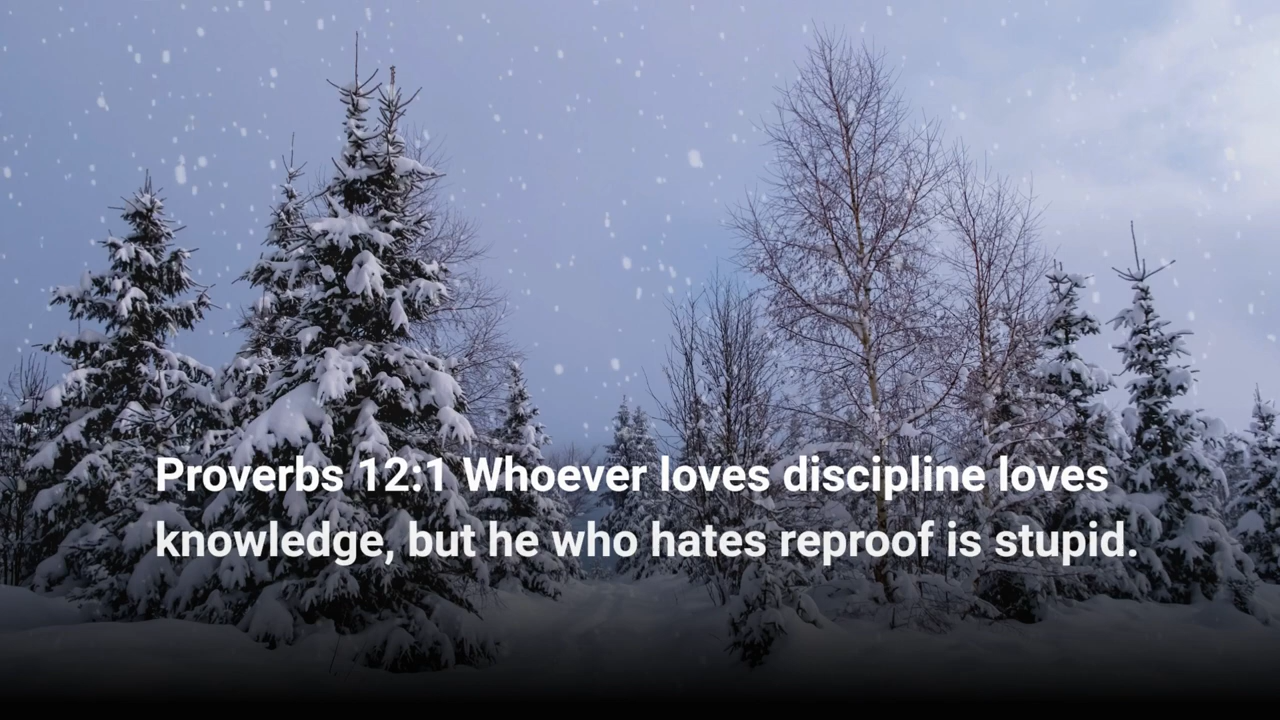 Proverbs 12:1 Whoever loves discipline loves
knowledge, but he who hates reproof is stupid.